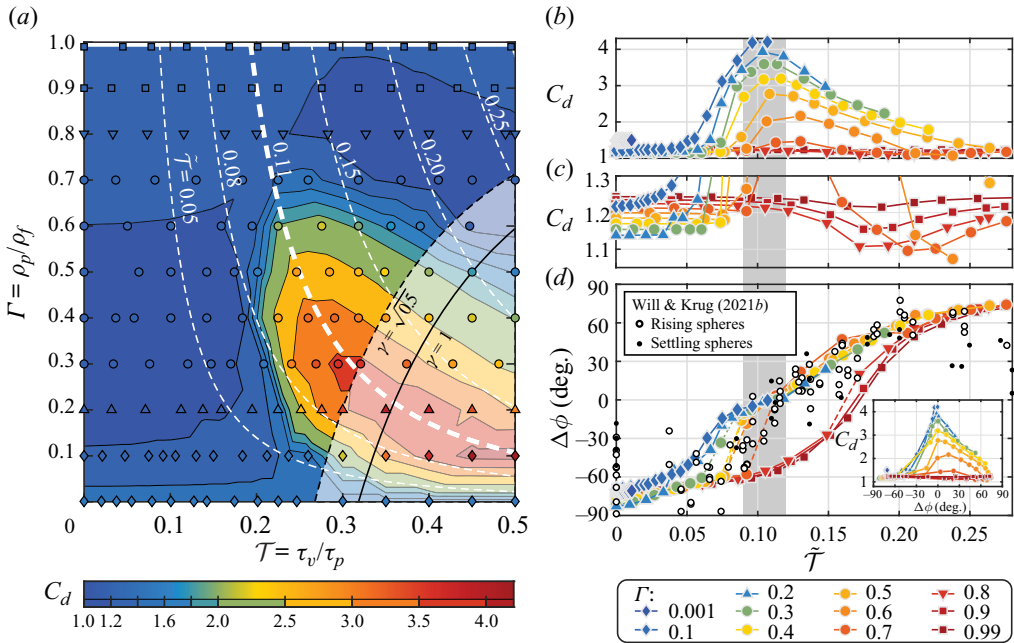 (a)
1.0
0.9
0.8
0.7
0.6
0.5
0.4
0.3
0.2
0.1
0
0.1
0.2
0.3
0.4
0.5
Γ = ρp/ρf
𝒯 = τv/τp
𝒯̃ = 0.05
0.08
0.11
0.15
0.20
0.25
γ = √0.5
γ = 1
Cd
1.0 1.2 1.6 2.0 2.5 3.0 3.5 4.0
(b)
Cd
4
3
2
1
(c)
Cd
1.3
1.2
1.1
(d)
Δϕ (deg.)
90
60
30
0
−30
−60
−90
Will & Krug (2021b)
Rising spheres
Settling spheres
Cd
4
3
2
1
−90 −60 −30 0 30 60 90
Δϕ (deg.)
0 0.05 0.10 0.15 0.20 0.25
𝒯̃
Γ:
0.001
0.1
0.2
0.3
0.4
0.5
0.6
0.7
0.8
0.9
0.99